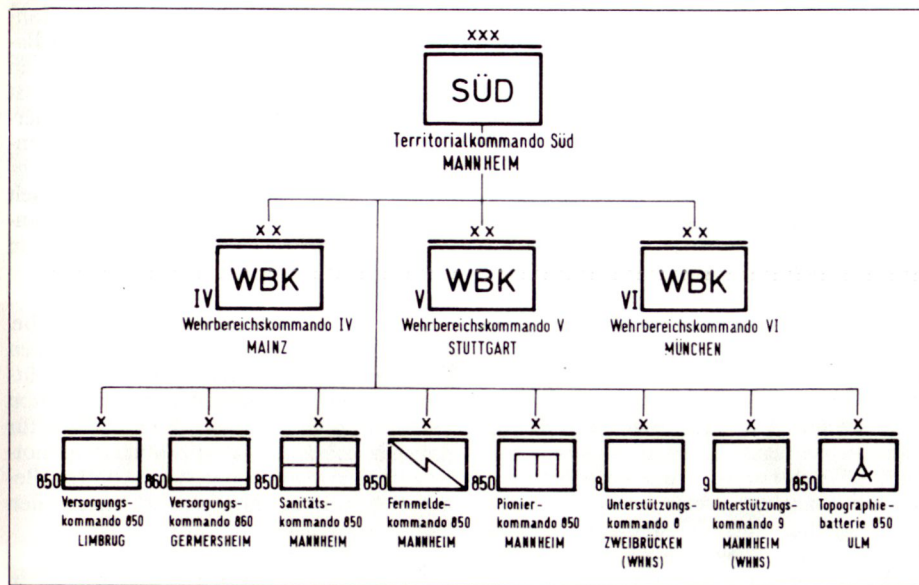 xxx
SÜD
Territorialkommando Süd
MANNHEIM
x x
x x
x x
WBK
WBK
WBK
IV
V
VI
Wehrbereichskommando IV
MAINZ
Wehrbereichskommando V
STUTTGART
Wehrbereichskommando VI
MÜNCHEN
x
x
x
x
x
x
x
x
850
860
850
850
850
8
9
850
Versorgungs-
kommando 850
LIMBRUG
Versorgungs-
kommando 860
GERMERSHEIM
Sanitäts-
kommando 850
MANNHEIM
Fernmelde-
kommando 850
MANNHEIM
Pionier-
kommando 850
MANNHEIM
Unterstützungs-
kommando 8
ZWEIBRÜCKEN
(WHNS)
Unterstützungs-
kommando 9
MANNHEIM
(WHNS)
Topographie-
batterie 850
ULM